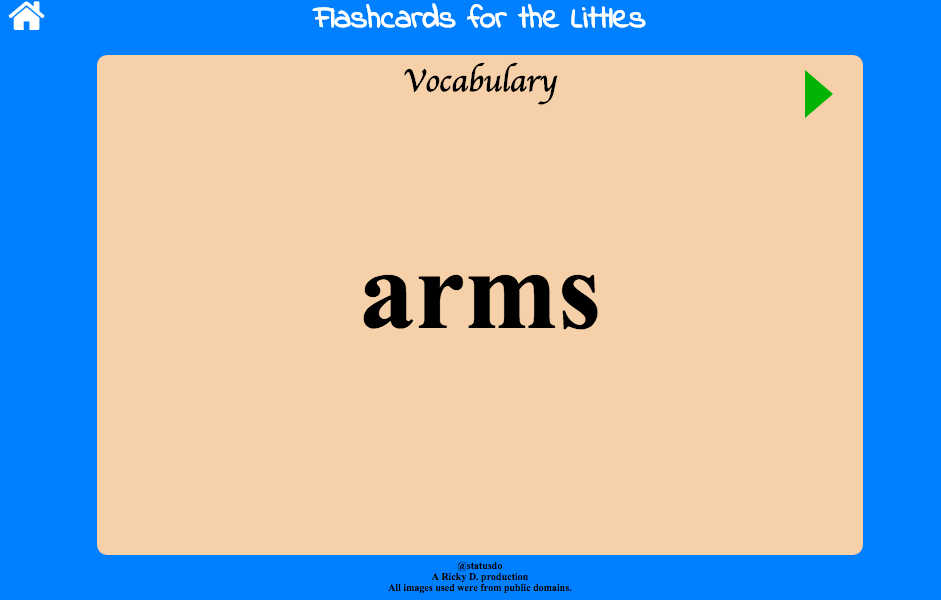 Flashcards for the Littles
Vocabulary
arms
@statusdo
A Ricky D. production
All images used were from public domains.